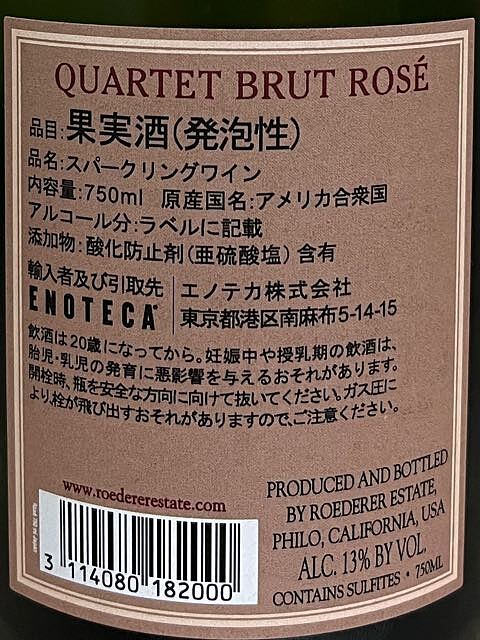 QUARTET BRUT ROSÉ
品目:果実酒(発泡性)
品名:スパークリングワイン
内容量:750ml 原産国名:アメリカ合衆国
アルコール分:ラベルに記載
添加物:酸化防止剤(亜硫酸塩)含有
輸入者及び引取先 エノテカ株式会社
ENOTECA 東京都港区南麻布5-14-15
飲酒は20歳になってから。妊娠中や授乳期の飲酒は、
胎児・乳児の発育に悪影響を与えるおそれがあります。
開栓時、瓶を安全な方向に向けて抜いてください。ガス圧に
より、栓が飛び出すおそれがありますので、ご注意ください。
www.roedererestate.com
3 114080 182000
PRODUCED AND BOTTLED
BY ROEDERER ESTATE,
PHILO, CALIFORNIA, USA
ALC. 13% BY VOL.
CONTAINS SULFITES • 750ML